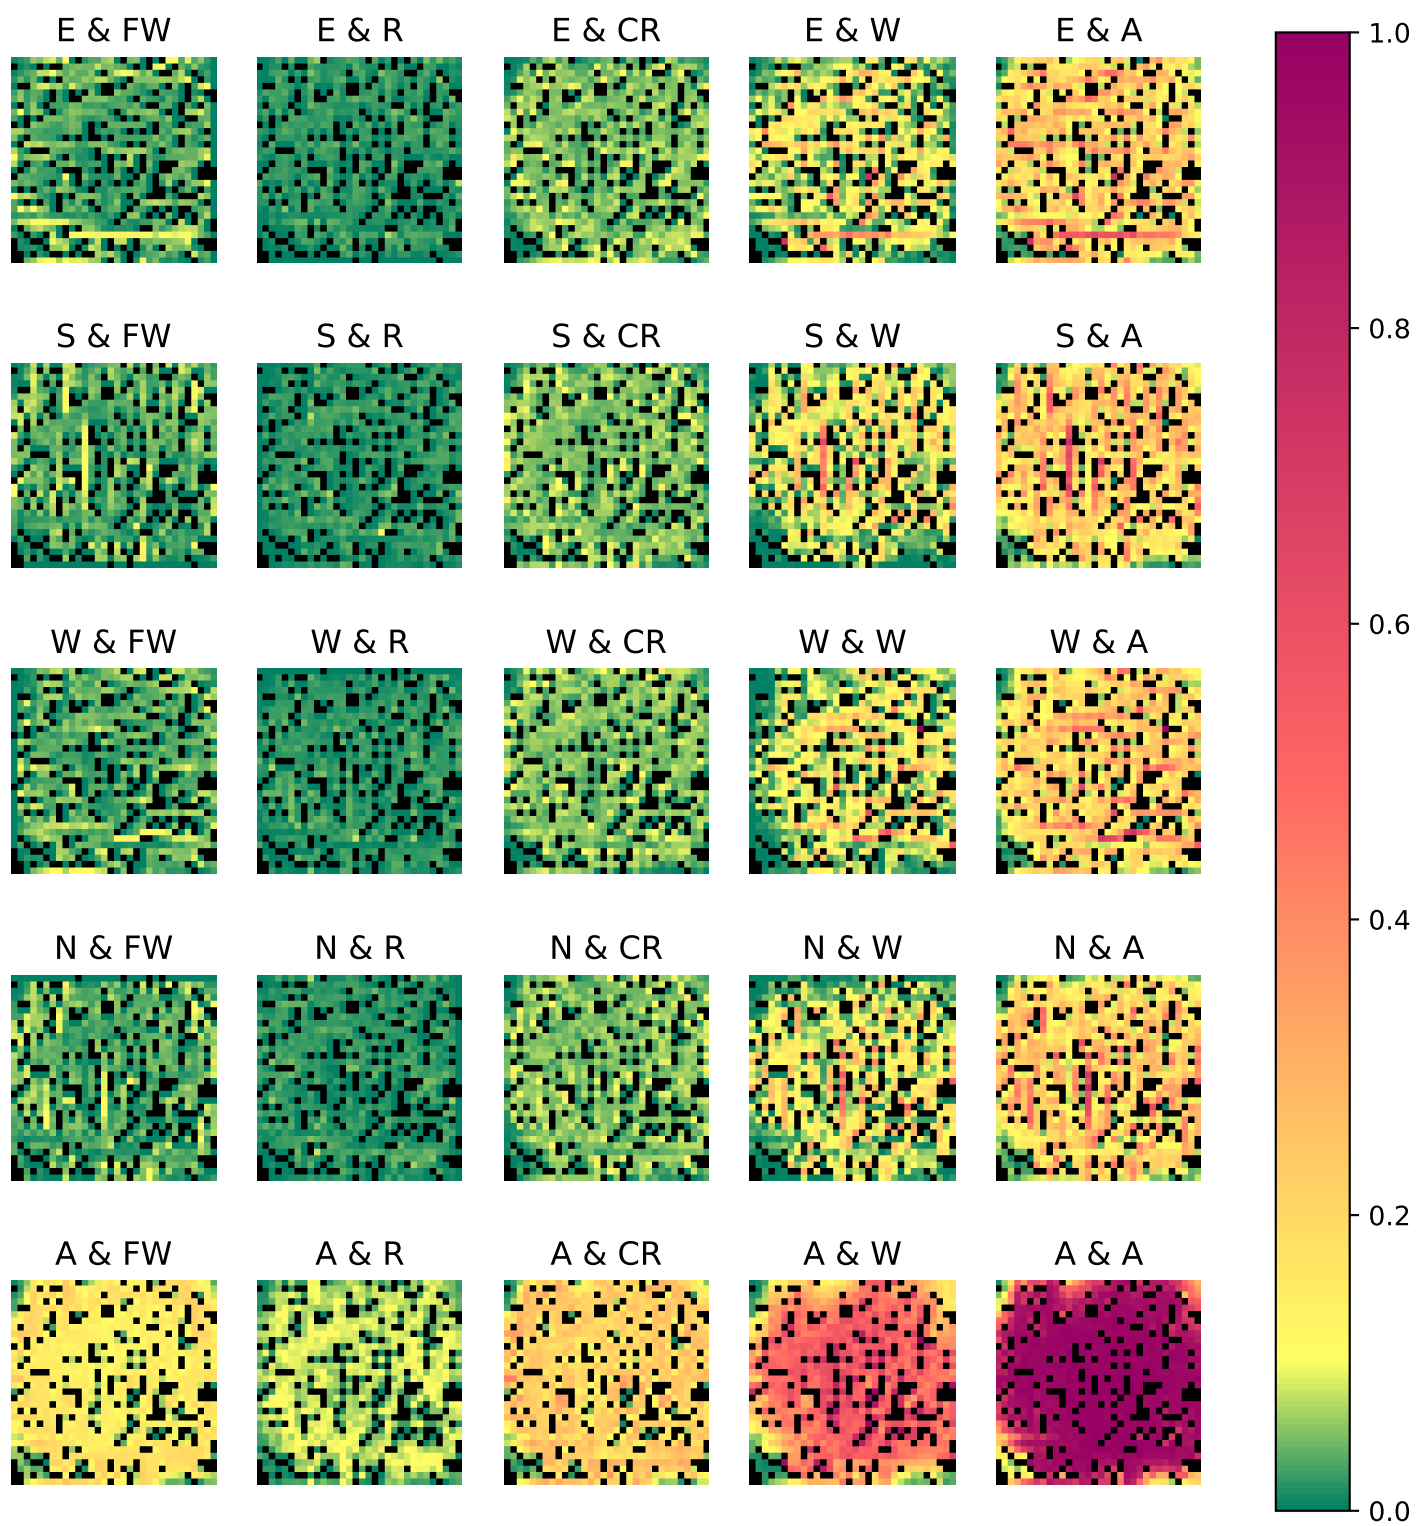 E & FW E & R E & CR E & W E & A
1.0
0.8
S & FW S & R S & CR S & W S & A
0.6
W & FW W & R W & CR W & W W & A
0.4
N & FW N & R N & CR N & W N & A
0.2
A & FW A & R A & CR A & W A & A
0.0